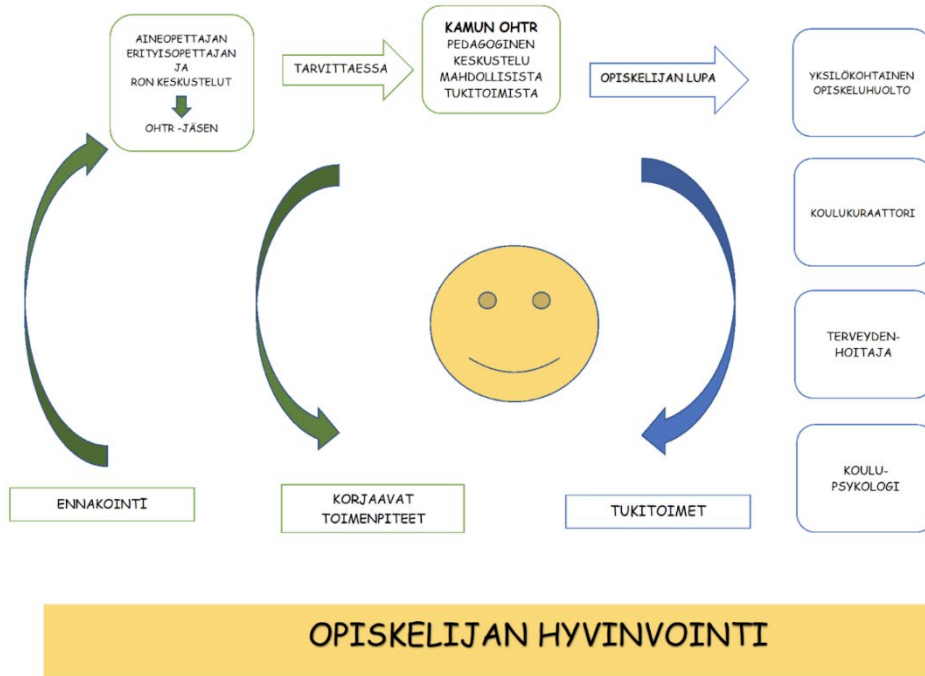 AINEOPETTAJAN
ERITYISOPETTAJAN
JA
RON KESKUSTELUT
OHTR -JÄSEN
TARVITTAESSA
KAMUN OHTR
PEDAGOGINEN
KESKUSTELU
MAHDOLLISISTA
TUKITOIMISTA
OPISKELIJAN LUPA
YKSILÖKOHTAINEN
OPISKELUHUOLTO
KOULUKURAATTORI
TERVEYDEN-
HOITAJA
KOULU-
PSYKOLOGI
ENNAKOINTI
KORJAAVAT
TOIMENPITEET
TUKITOIMET
OPISKELIJAN HYVINVOINTI